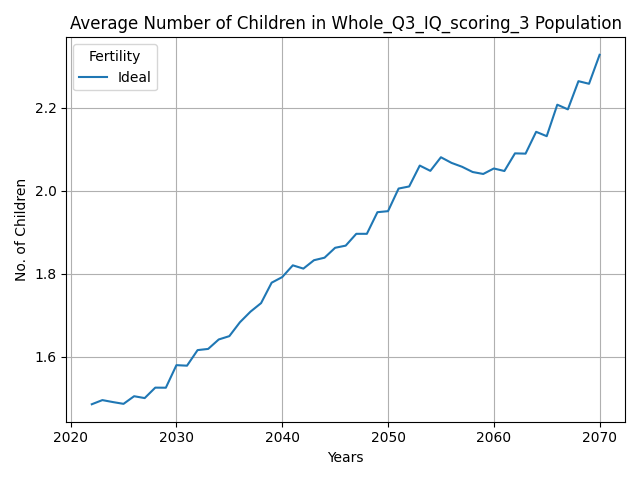 Average Number of Children in Whole_Q3_IQ_scoring_3 Population
Fertility
Ideal
2.2
2.0
1.8
1.6
No. of Children
2020
2030
2040
2050
2060
2070
Years